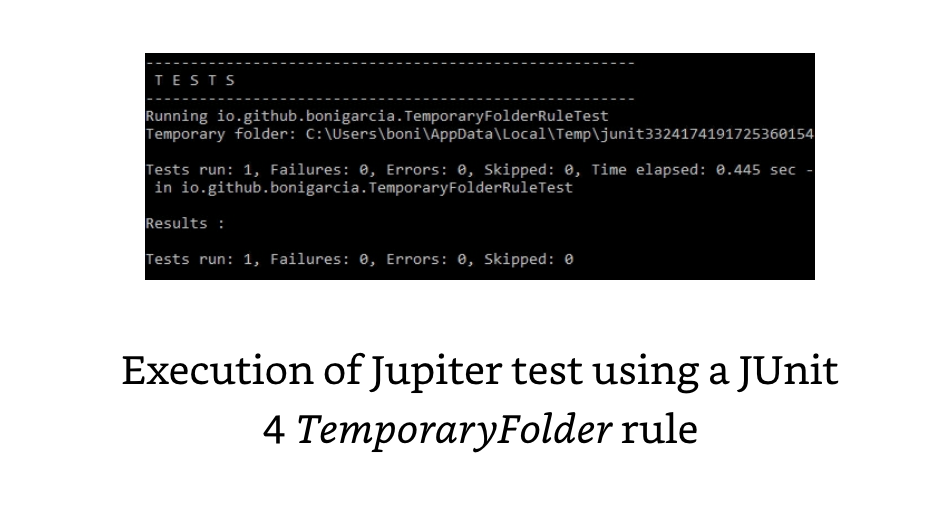 -------------------------------------------------------
T E S T S
-------------------------------------------------------
Running io.github.bonigarcia.TemporaryFolderRuleTest
Temporary folder: C:\Users\boni\AppData\Local\Temp\junit3324174191725360154
Tests run: 1, Failures: 0, Errors: 0, Skipped: 0, Time elapsed: 0.445 sec -
in io.github.bonigarcia.TemporaryFolderRuleTest
Results :
Tests run: 1, Failures: 0, Errors: 0, Skipped: 0
Execution of Jupiter test using a JUnit
4 TemporaryFolder rule